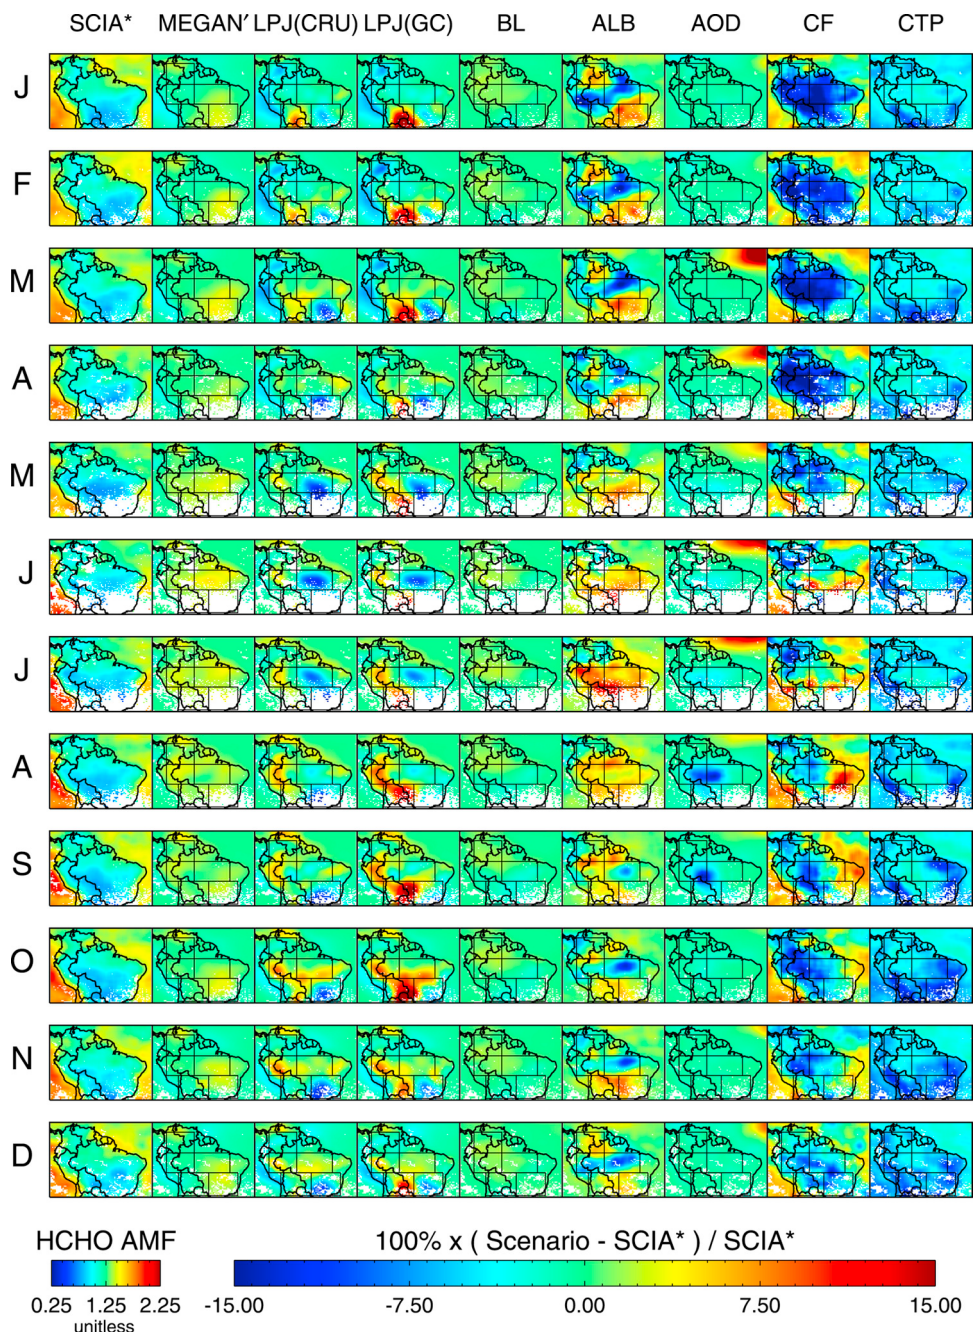 SCIA* MEGAN′ LPJ(CRU) LPJ(GC) BL ALB AOD CF CTP
J
F
M
A
M
J
J
A
S
O
N
D
HCHO AMF 100% x ( Scenario - SCIA* ) / SCIA*
0.25 1.25 2.25 -15.00 -7.50 0.00 7.50 15.00
unitless